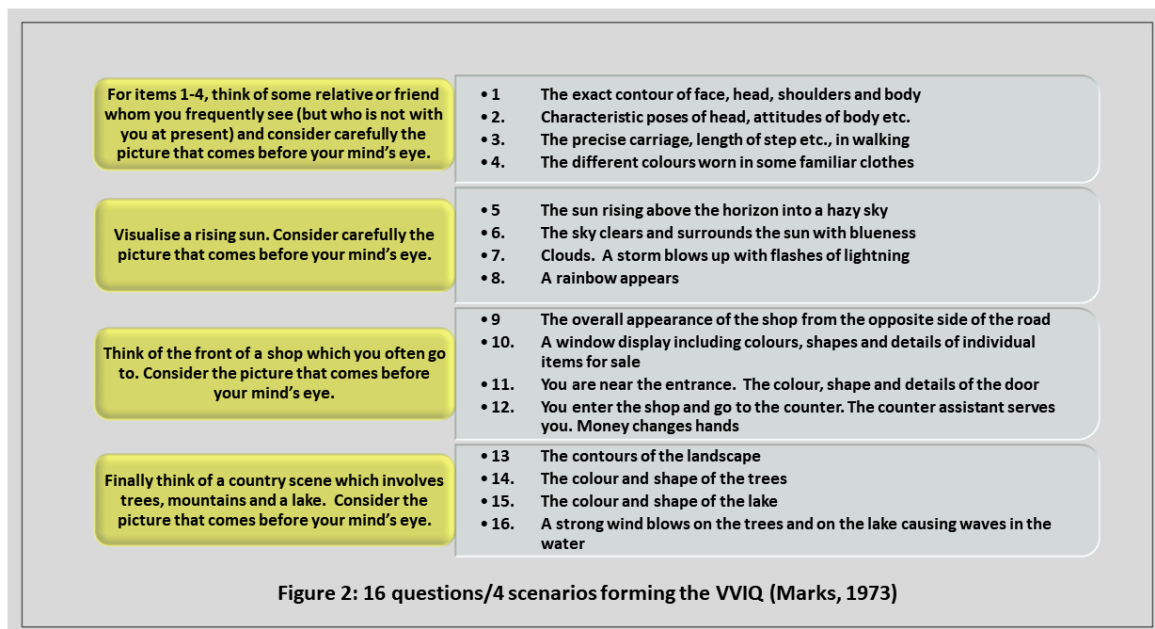 For items 1-4, think of some relative or friend
whom you frequently see (but who is not with
you at present) and consider carefully the
picture that comes before your mind's eye.
• 1 The exact contour of face, head, shoulders and body
• 2. Characteristic poses of head, attitudes of body etc.
• 3. The precise carriage, length of step etc., in walking
• 4. The different colours worn in some familiar clothes
Visualise a rising sun. Consider carefully the
picture that comes before your mind's eye.
• 5 The sun rising above the horizon into a hazy sky
• 6. The sky clears and surrounds the sun with blueness
• 7. Clouds. A storm blows up with flashes of lightning
• 8. A rainbow appears
Think of the front of a shop which you often go
to. Consider the picture that comes before
your mind's eye.
• 9 The overall appearance of the shop from the opposite side of the road
• 10. A window display including colours, shapes and details of individual
items for sale
• 11. You are near the entrance. The colour, shape and details of the door
• 12. You enter the shop and go to the counter. The counter assistant serves
you. Money changes hands
Finally think of a country scene which involves
trees, mountains and a lake. Consider the
picture that comes before your mind's eye.
• 13 The contours of the landscape
• 14. The colour and shape of the trees
• 15. The colour and shape of the lake
• 16. A strong wind blows on the trees and on the lake causing waves in the
water
Figure 2: 16 questions/4 scenarios forming the VVIQ (Marks, 1973)